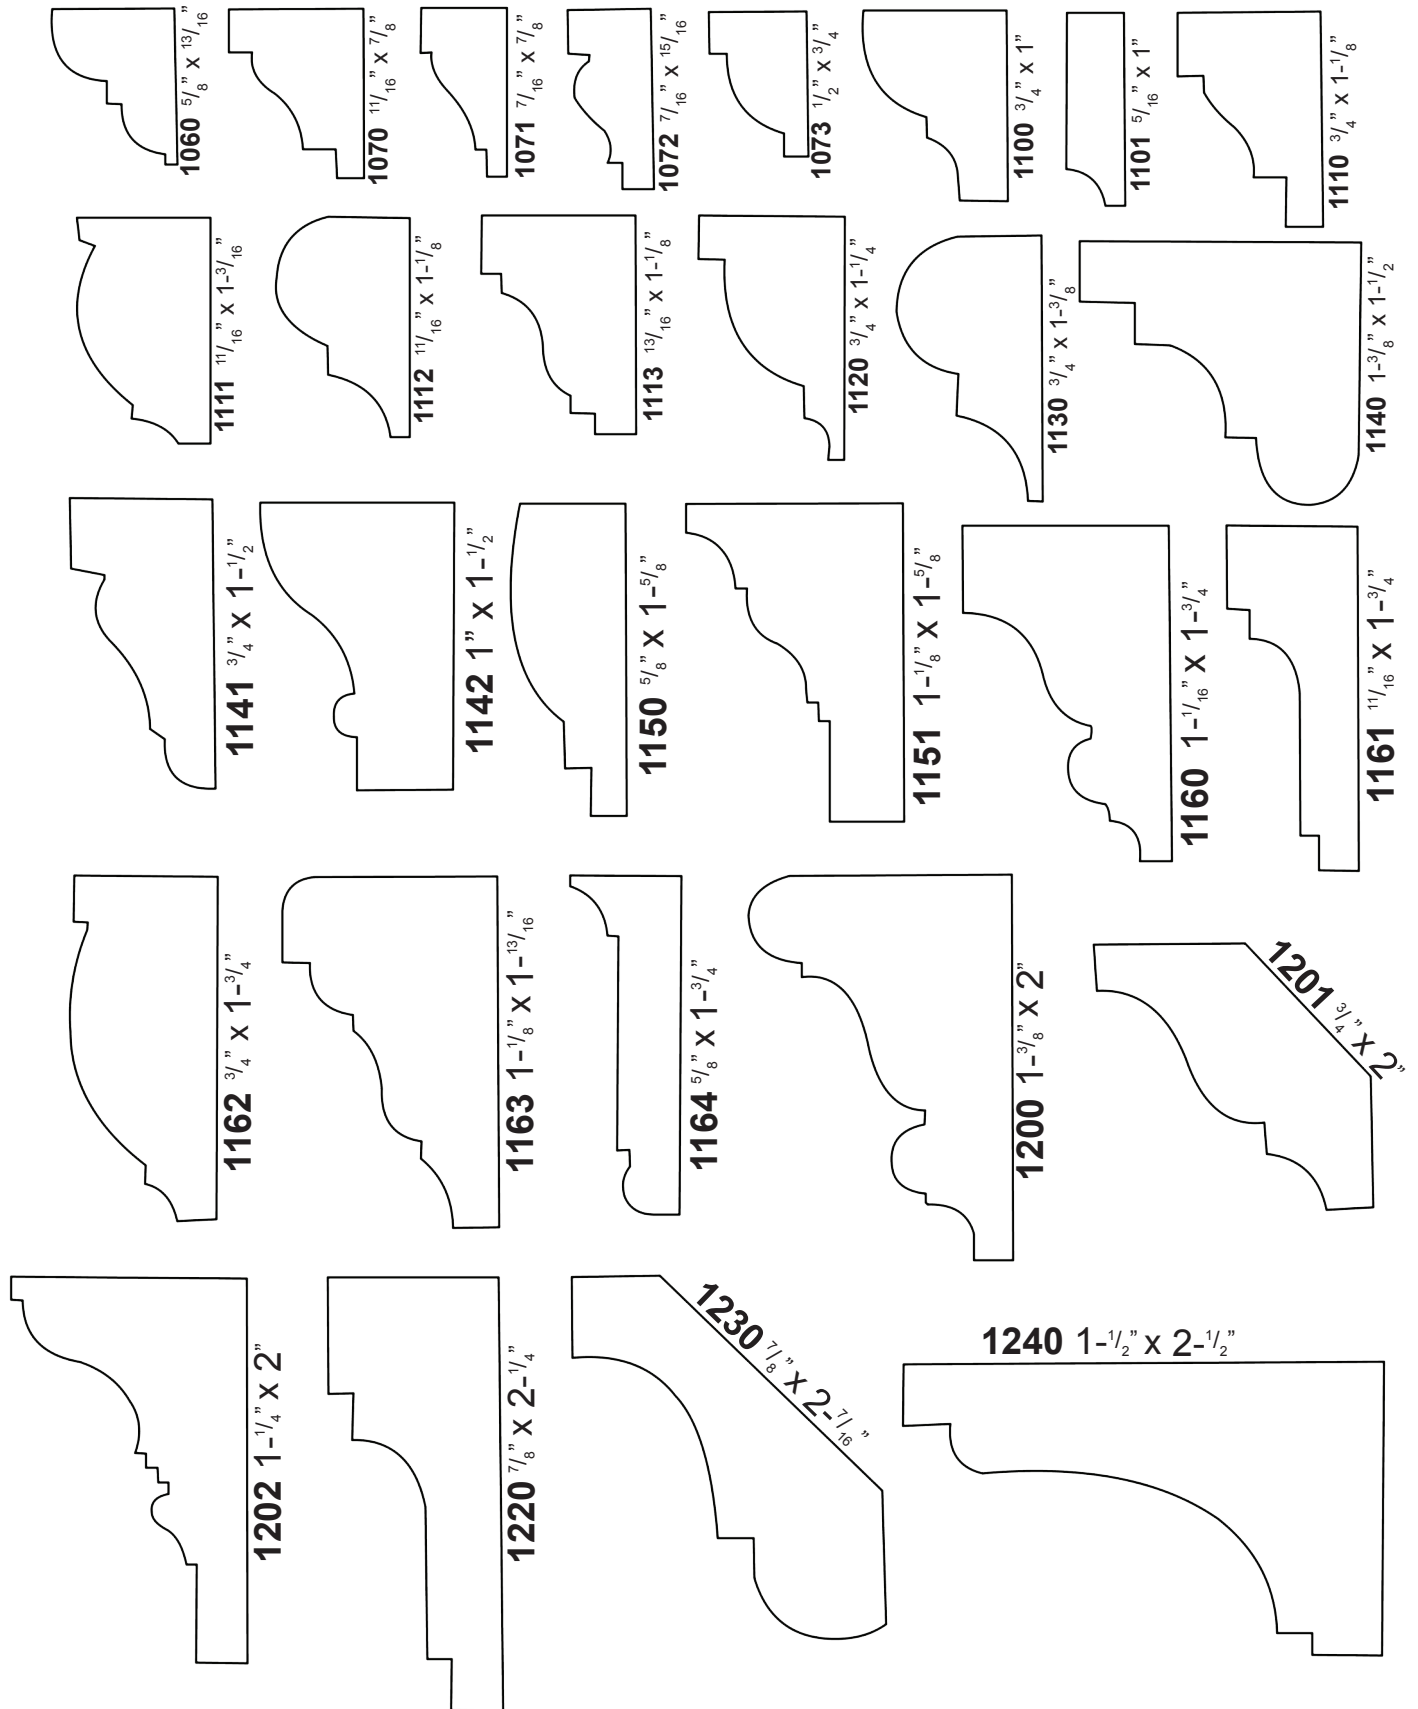 1060 5/8” x 13/16”
1070 11/16” x 7/8”
1071 7/16” x 7/8”
1072 7/16” x 15/16”
1073 1/2” x 3/4”
1100 3/4” x 1”
1101 5/16” x 1”
1110 3/4” x 1-1/8”
1111 11/16” x 1-3/16”
1112 11/16” x 1-1/8”
1113 13/16” x 1-1/8”
1120 3/4” x 1-1/4”
1130 3/4” x 1-3/8”
1140 1-3/8” x 1-1/2”
1141 3/4” x 1-1/2”
1142 1” x 1-1/2”
1150 5/8” x 1-5/8”
1151 1-1/8” x 1-5/8”
1160 1-1/16” x 1-3/4”
1161 11/16” x 1-3/4”
1162 3/4” x 1-3/4”
1163 1-1/8” x 1-13/16”
1164 5/8” x 1-3/4”
1200 1-3/8” x 2”
1201 3/4” x 2”
1202 1-1/4” x 2”
1220 7/8” x 2-1/4”
1230 7/8” x 2-7/16”
1240 1-1/2” x 2-1/2”